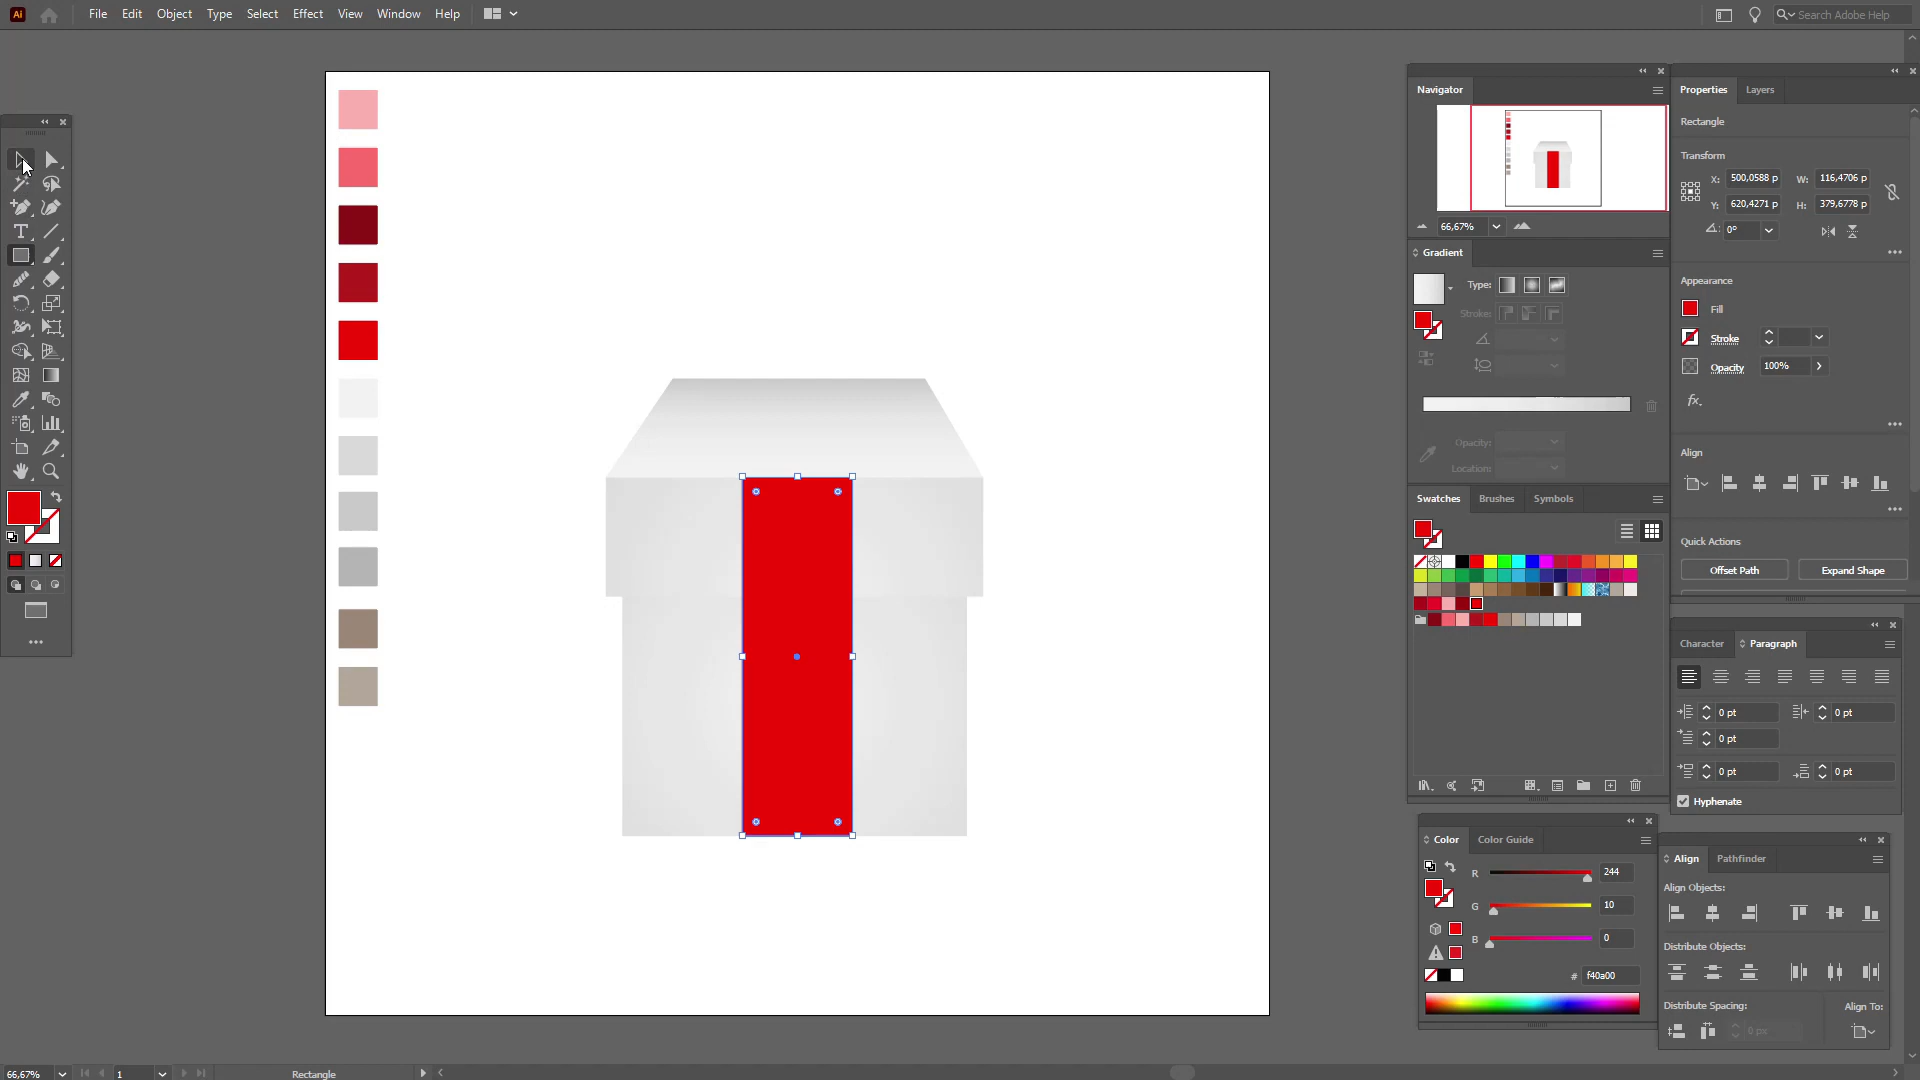 Ai File Edit Object Type Select Effect View Window Help Search Adobe Help
Navigator
66,67%
Gradient
Type:
Stroke:
Opacity:
Location:
Swatches Brushes Symbols
Color Color Guide
R 244
G 10
B 0
# f40a00
Properties Layers
Rectangle
Transform
X: 500,0588 p W: 116,4706 p
Y: 620,4271 p H: 379,6778 p
0°
Appearance
Fill
Stroke
Opacity 100%
fx.
Align
Quick Actions
Offset Path Expand Shape
Character Paragraph
0 pt 0 pt
0 pt
0 pt 0 pt
Hyphenate
Align Pathfinder
Align Objects:
Distribute Objects:
Distribute Spacing: Align To:
0 px
66,67% 1 Rectangle